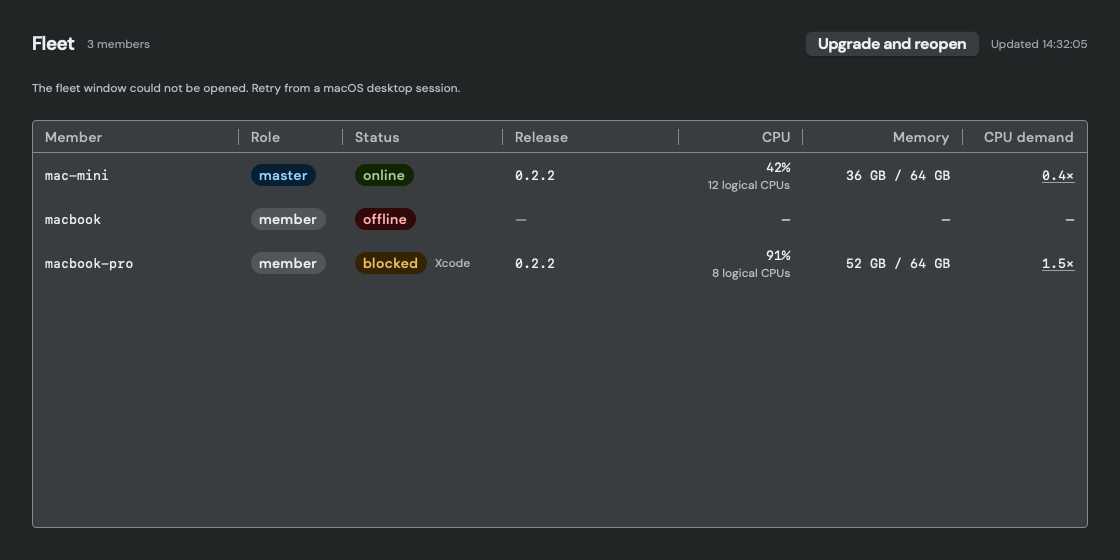 Fleet 3 members Upgrade and reopen Updated 14:32:05
The fleet window could not be opened. Retry from a macOS desktop session.
Member Role Status Release CPU Memory CPU demand
mac-mini master online 0.2.2 42% 36 GB / 64 GB 0.4×
12 logical CPUs
macbook member offline — — — —
macbook-pro member blocked Xcode 0.2.2 91% 52 GB / 64 GB 1.5×
8 logical CPUs